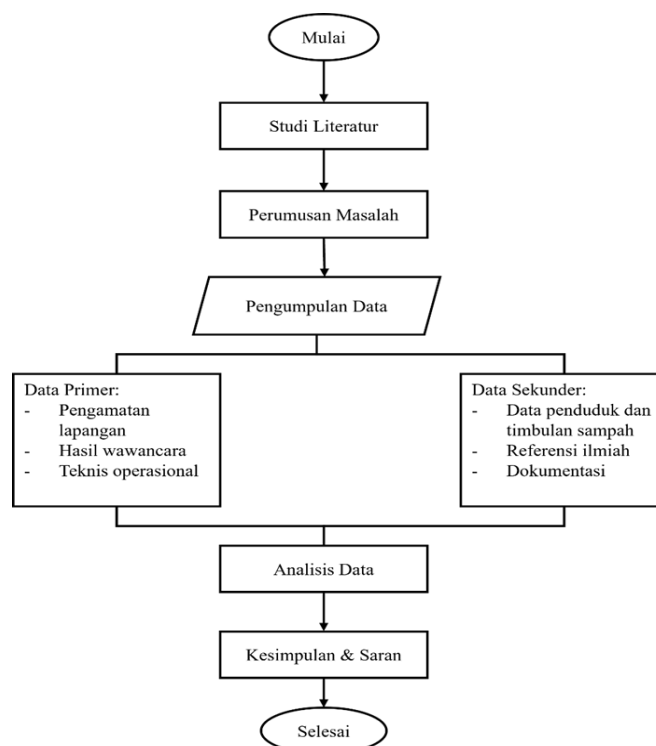 Mulai
Studi Literatur
Perumusan Masalah
Pengumpulan Data
Data Primer:
- Pengamatan
lapangan
- Hasil wawancara
- Teknis operasional
Data Sekunder:
- Data penduduk dan
timbulan sampah
- Referensi ilmiah
- Dokumentasi
Analisis Data
Kesimpulan & Saran
Selesai